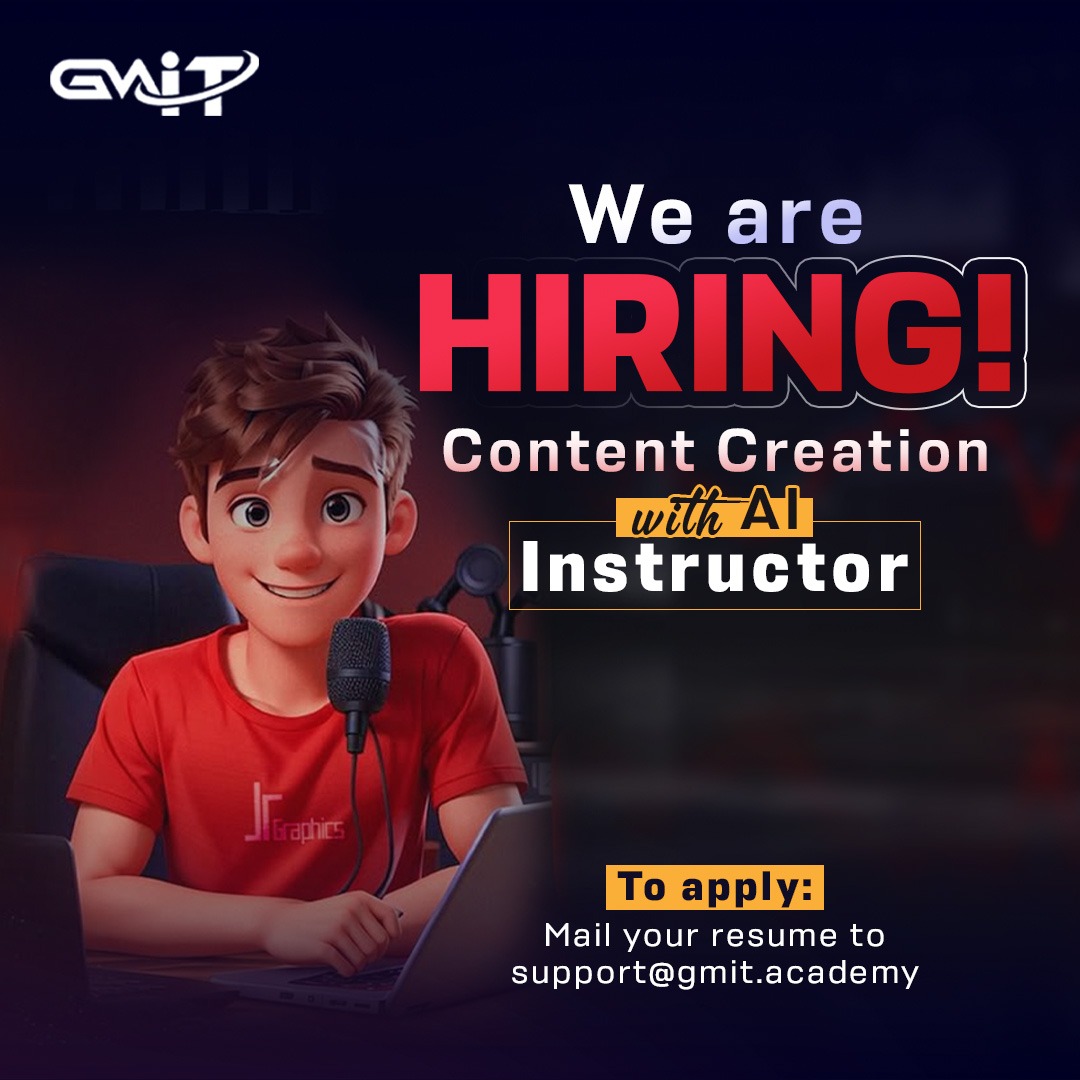 GMiT
We are
HIRING!
Content Creation
with AI
Instructor
Graphics
To apply:
Mail your resume to
support@gmit.academy